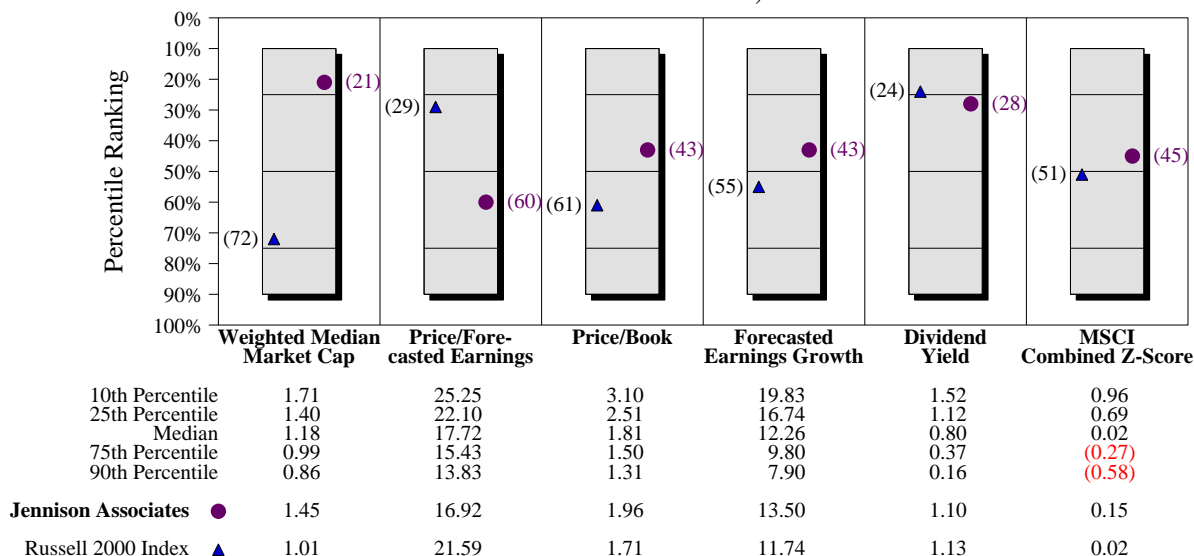 0%
10%
20%
30%
40%
50%
60%
70%
80%
90%
100%
Percentile Ranking
(72) (21)
(29) (60)
(61) (43)
(55) (43)
(24) (28)
(51) (45)
Weighted Median
Market Cap
Price/Fore-
casted Earnings
Price/Book
Forecasted
Earnings Growth
Dividend
Yield
MSCI
Combined Z-Score
10th Percentile 1.71 25.25 3.10 19.83 1.52 0.96
25th Percentile 1.40 22.10 2.51 16.74 1.12 0.69
Median 1.18 17.72 1.81 12.26 0.80 0.02
75th Percentile 0.99 15.43 1.50 9.80 0.37 (0.27)
90th Percentile 0.86 13.83 1.31 7.90 0.16 (0.58)
Jennison Associates 1.45 16.92 1.96 13.50 1.10 0.15
Russell 2000 Index 1.01 21.59 1.71 11.74 1.13 0.02